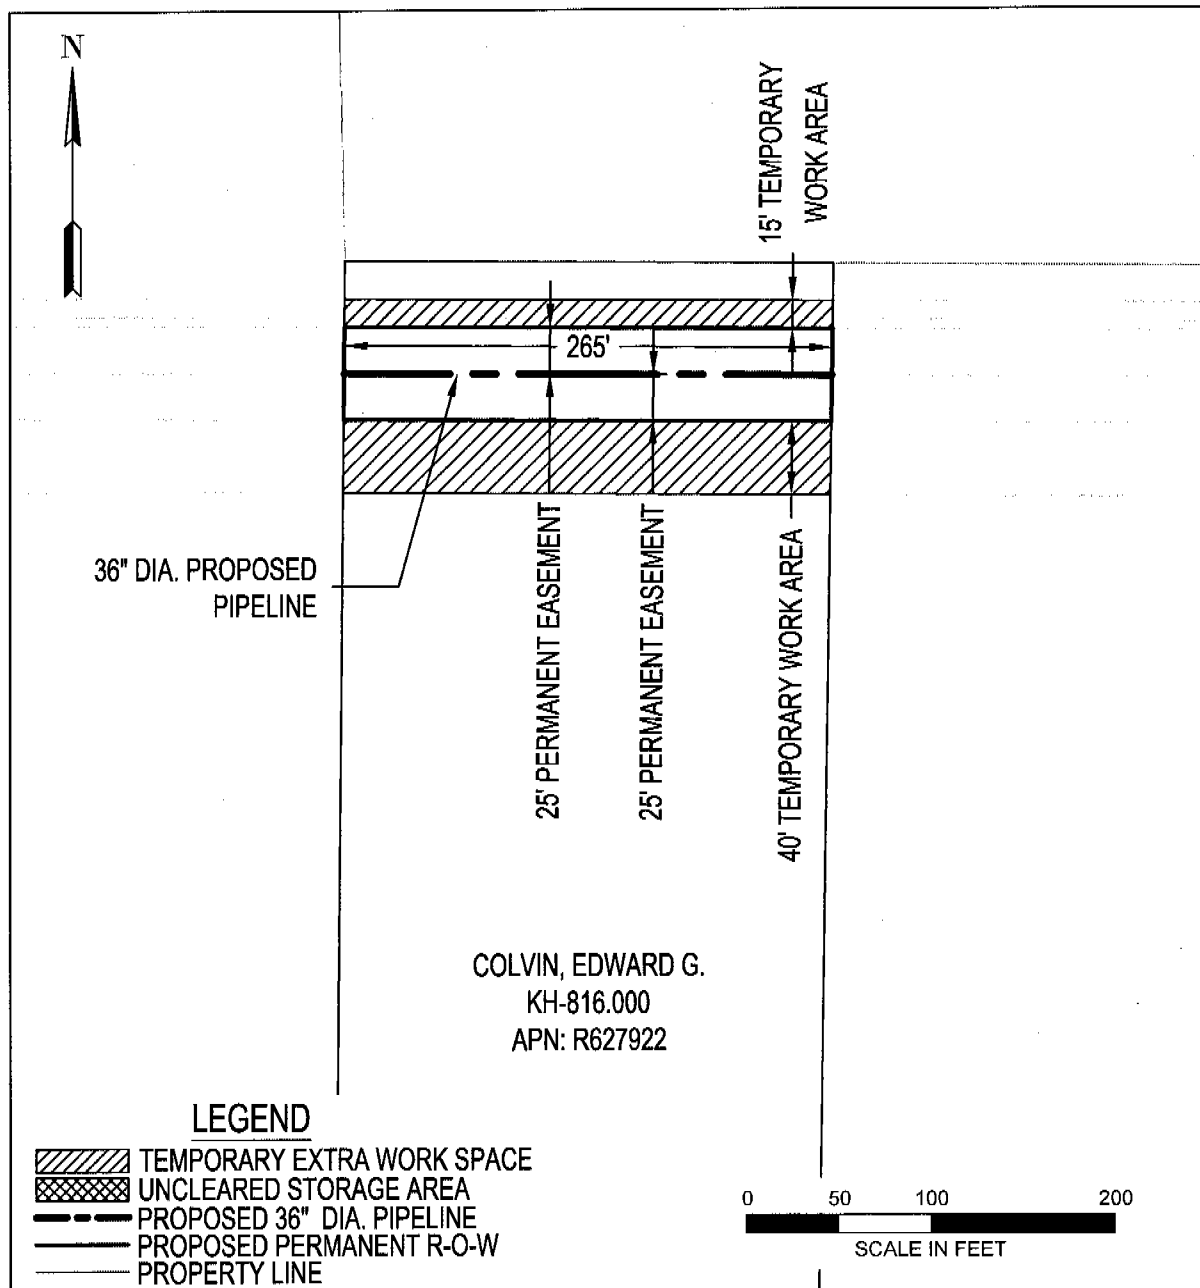 N
15' TEMPORARY
WORK AREA
265'
36" DIA. PROPOSED
PIPELINE
25' PERMANENT EASEMENT
25' PERMANENT EASEMENT
40' TEMPORARY WORK AREA
COLVIN, EDWARD G.
KH-816.000
APN: R627922
LEGEND
TEMPORARY EXTRA WORK SPACE
UNCLEARED STORAGE AREA
PROPOSED 36" DIA. PIPELINE
PROPOSED PERMANENT R-O-W
PROPERTY LINE
0 50 100 200
SCALE IN FEET